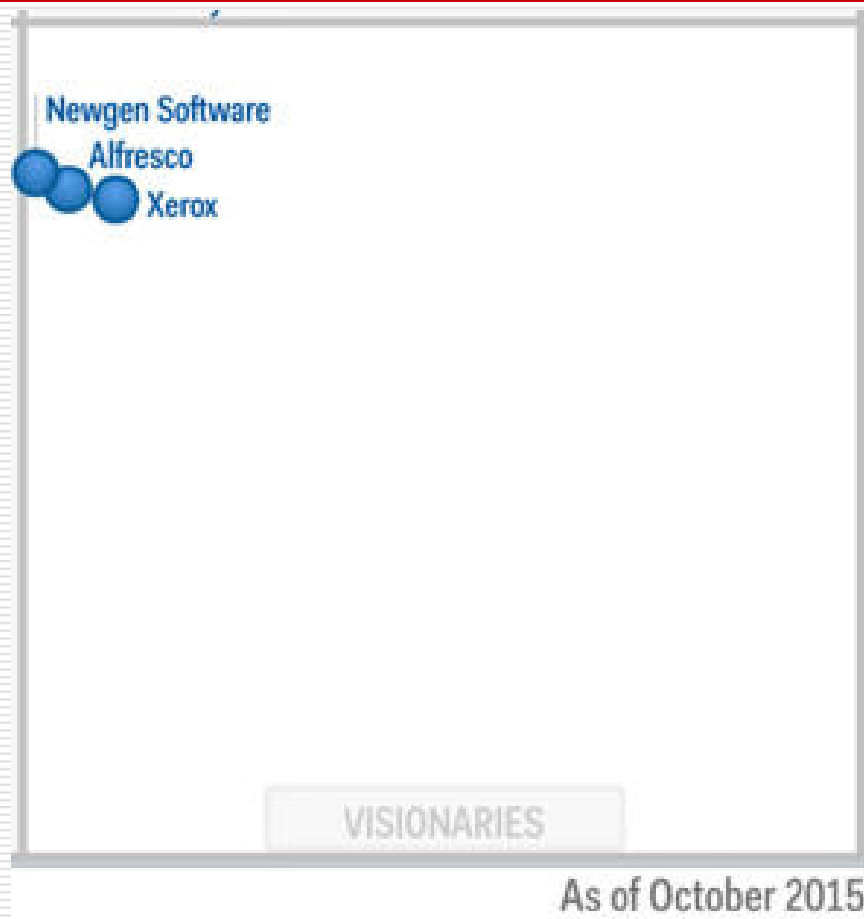 Newgen Software
Alfresco
Xerox
VISIONARIES
As of October 2015